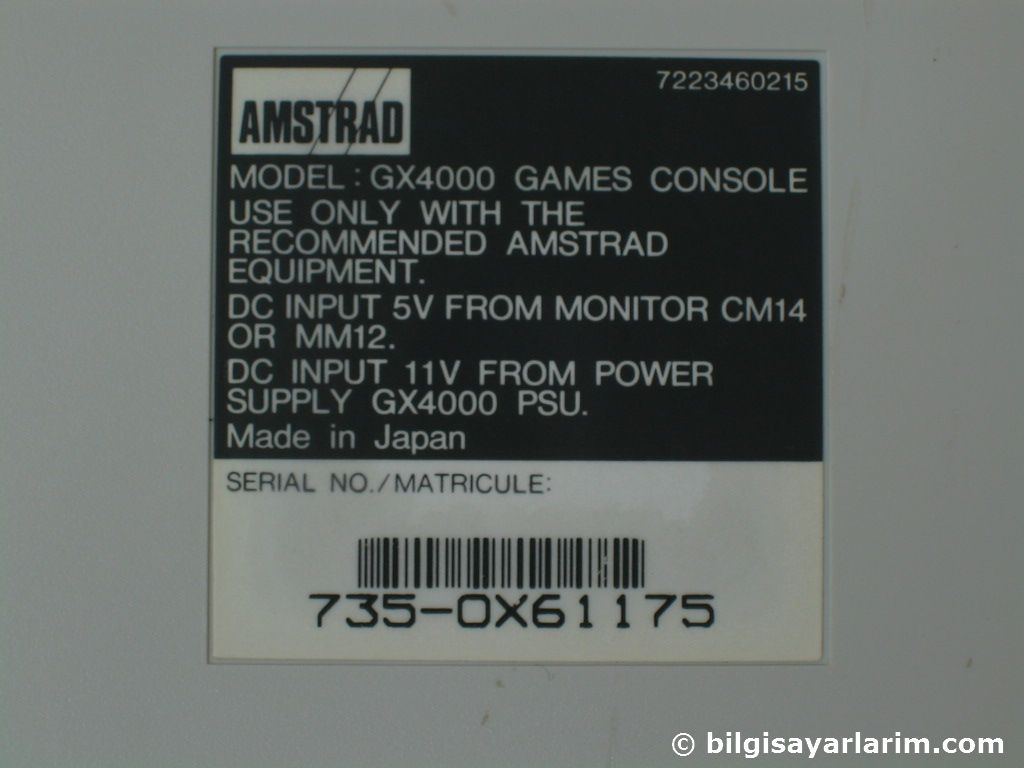 AMSTRAD
7223460215
MODEL: GX4000 GAMES CONSOLE
USE ONLY WITH THE
RECOMMENDED AMSTRAD
EQUIPMENT.
DC INPUT 5V FROM MONITOR CM14
OR MM12.
DC INPUT 11V FROM POWER
SUPPLY GX4000 PSU.
Made in Japan
SERIAL NO./MATRICULE:
735-0X61175
© bilgisayarlarim.com